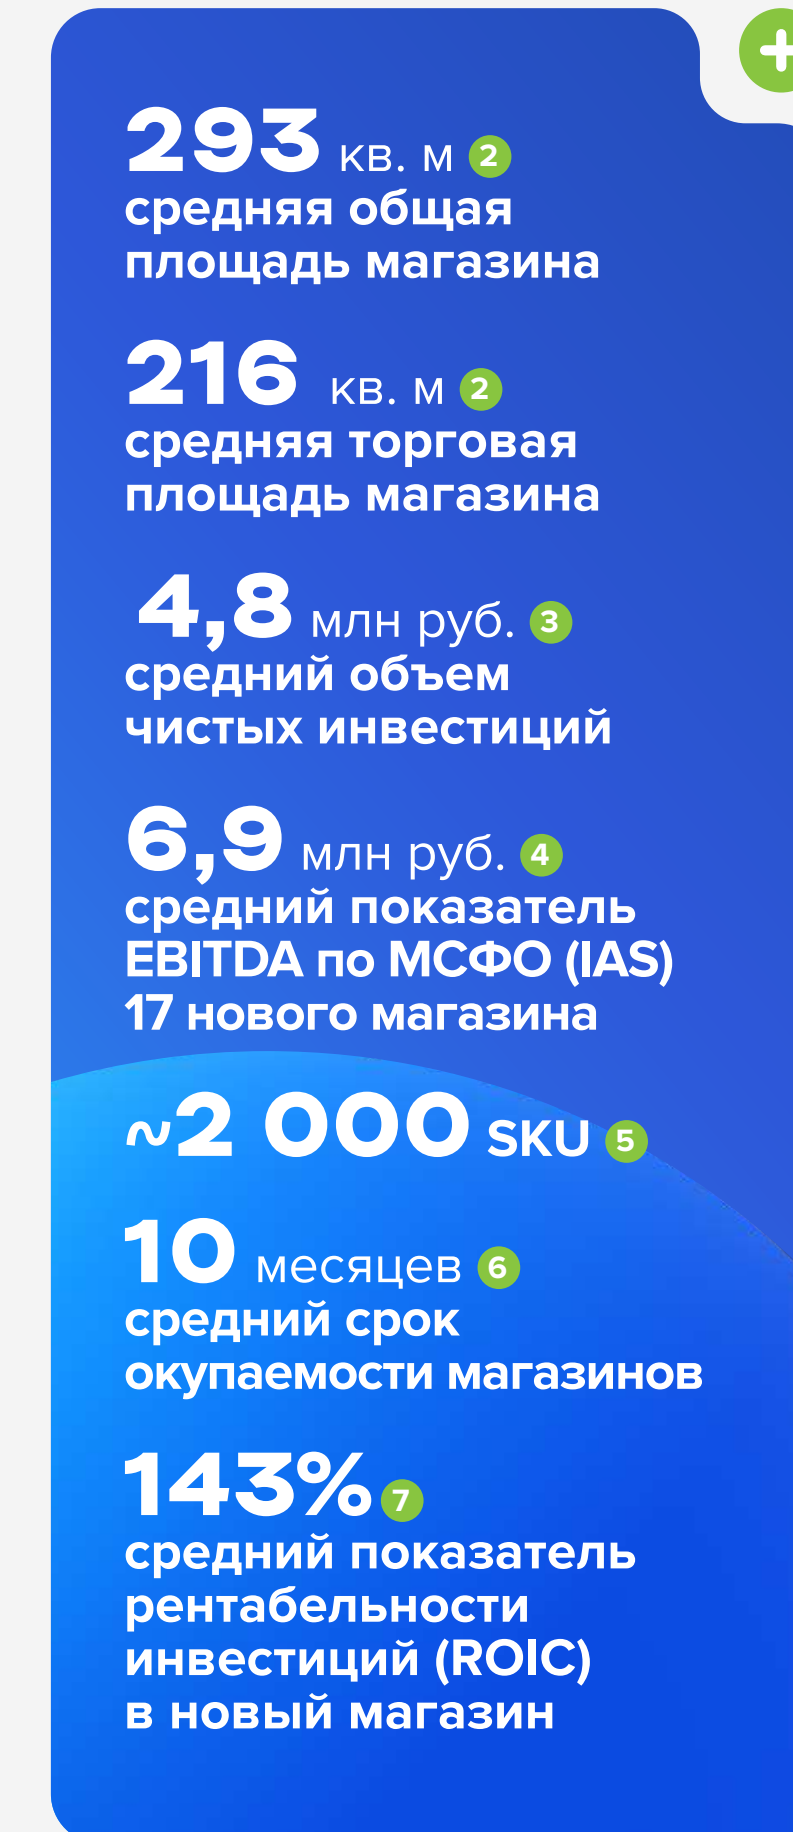 +
293 кв. м 2
средняя общая
площадь магазина
216 кв. м 2
средняя торговая
площадь магазина
4,8 млн руб. 3
средний объем
чистых инвестиций
6,9 млн руб. 4
средний показатель
EBITDA по МСФО (IAS)
17 нового магазина
~2 000 SKU 5
10 месяцев 6
средний срок
окупаемости магазинов
143% 7
средний показатель
рентабельности
инвестиций (ROIC)
в новый магазин